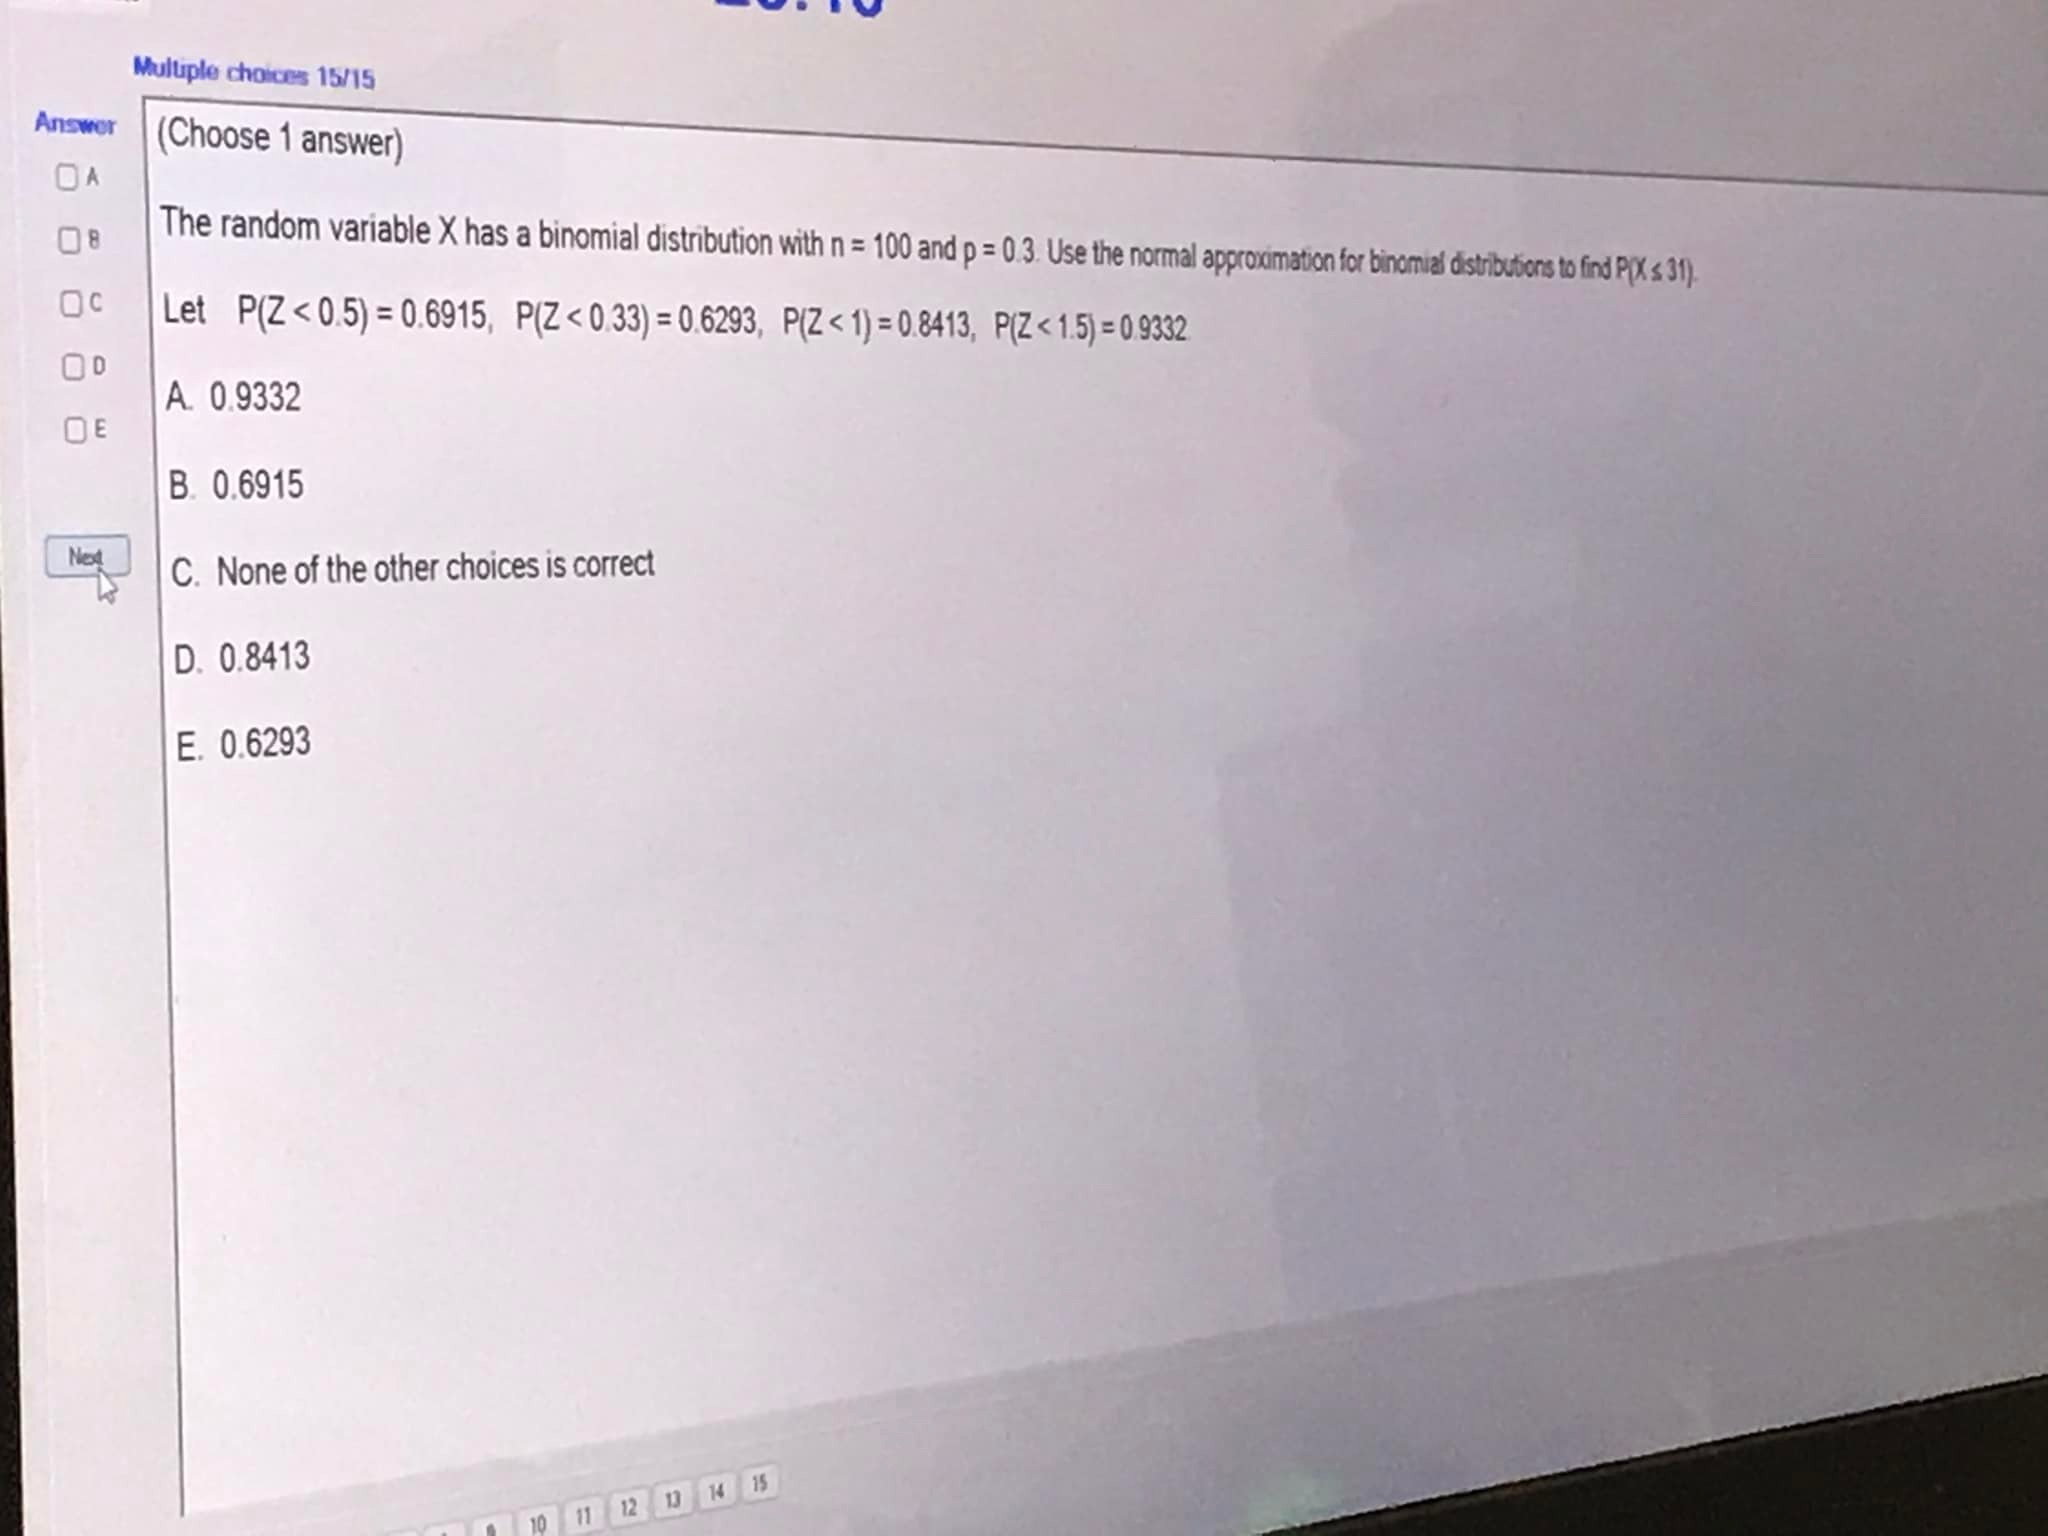 Multiple choices 15/15
Answer
(Choose 1 answer)
A
B
C
D
E
Next
The random variable X has a binomial distribution with n = 100 and p = 0.3. Use the normal approximation for binomial distributions to find P(X ≤ 31).
Let P(Z < 0.5) = 0.6915, P(Z < 0.33) = 0.6293, P(Z < 1) = 0.8413, P(Z < 1.5) = 0.9332
A. 0.9332
B. 0.6915
C. None of the other choices is correct
D. 0.8413
E. 0.6293
10 11 12 13 14 15